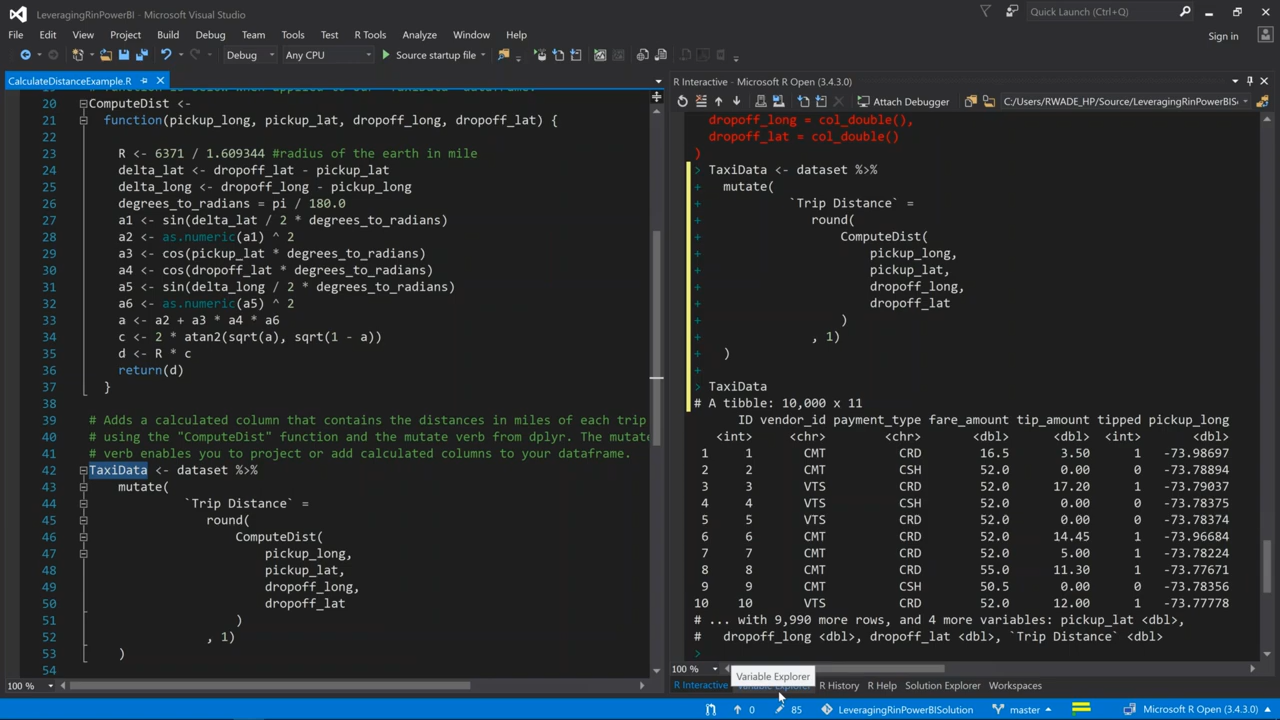 LeveragingRinPowerBI - Microsoft Visual Studio
Quick Launch (Ctrl+Q)
File Edit View Project Build Debug Team Tools Test R Tools Analyze Window Help
Sign in
Debug Any CPU Start source file Attach Debugger
CalculateDistanceExample.R
20 ComputeDist <-
21 function(pickup_long, pickup_lat, dropoff_long, dropoff_lat) {
22
23 R <- 6371 / 1.609344 #radius of the earth in mile
24 delta_lat <- dropoff_lat - pickup_lat
25 delta_long <- dropoff_long - pickup_long
26 degrees_to_radians = pi / 180.0
27 a1 <- sin(delta_lat / 2 * degrees_to_radians)
28 a2 <- as.numeric(a1) ^ 2
29 a3 <- cos(pickup_lat * degrees_to_radians)
30 a4 <- cos(dropoff_lat * degrees_to_radians)
31 a5 <- sin(delta_long / 2 * degrees_to_radians)
32 a6 <- as.numeric(a5) ^ 2
33 a <- a2 + a3 * a4 * a6
34 c <- 2 * atan2(sqrt(a), sqrt(1 - a))
35 d <- R * c
36 return(d)
37 }
38
39 # Adds a calculated column that contains the distances in miles of each trip
40 # using the "ComputeDist" function and the mutate verb from dplyr. The mutate
41 # verb enables you to project or add calculated columns to your dataframe.
42 TaxiData <- dataset %>%
43 mutate(
44 `Trip Distance` =
45 round(
46 ComputeDist(
47 pickup_long,
48 pickup_lat,
49 dropoff_long,
50 dropoff_lat
51 )
52 , 1)
53 )
54
100 %
R Interactive - Microsoft R Open (3.4.3.0)
Attach Debugger C:/Users/RWADE_HP/Source/LeveragingRinPowerBIS
dropoff_long = col_double(),
dropoff_lat = col_double()
)
> TaxiData <- dataset %>%
+ mutate(
+ `Trip Distance` =
+ round(
+ ComputeDist(
+ pickup_long,
+ pickup_lat,
+ dropoff_long,
+ dropoff_lat
+ )
+ , 1)
+ )
+
> TaxiData
# A tibble: 10,000 x 11
ID vendor_id payment_type fare_amount tip_amount tipped pickup_long
<int> <chr> <chr> <dbl> <dbl> <int> <dbl>
1 1 CMT CRD 16.5 3.50 1 -73.98697
2 2 CMT CSH 52.0 0.00 0 -73.78894
3 3 VTS CRD 52.0 17.20 1 -73.79037
4 4 VTS CSH 52.0 0.00 0 -73.78375
5 5 VTS CRD 52.0 0.00 0 -73.78374
6 6 CMT CRD 52.0 14.45 1 -73.96684
7 7 CMT CRD 52.0 5.00 1 -73.78224
8 8 CMT CRD 55.0 11.30 1 -73.77671
9 9 CMT CSH 50.5 0.00 0 -73.78356
10 10 VTS CRD 52.0 12.00 1 -73.77778
# ... with 9,990 more rows, and 4 more variables: pickup_lat <dbl>,
# dropoff_long <dbl>, dropoff_lat <dbl>, `Trip Distance` <dbl>
>
100 %
Variable Explorer
R Interactive Variable Explorer R History R Help Solution Explorer Workspaces
0 85 LeveragingRinPowerBISolution master Microsoft R Open (3.4.3.0)